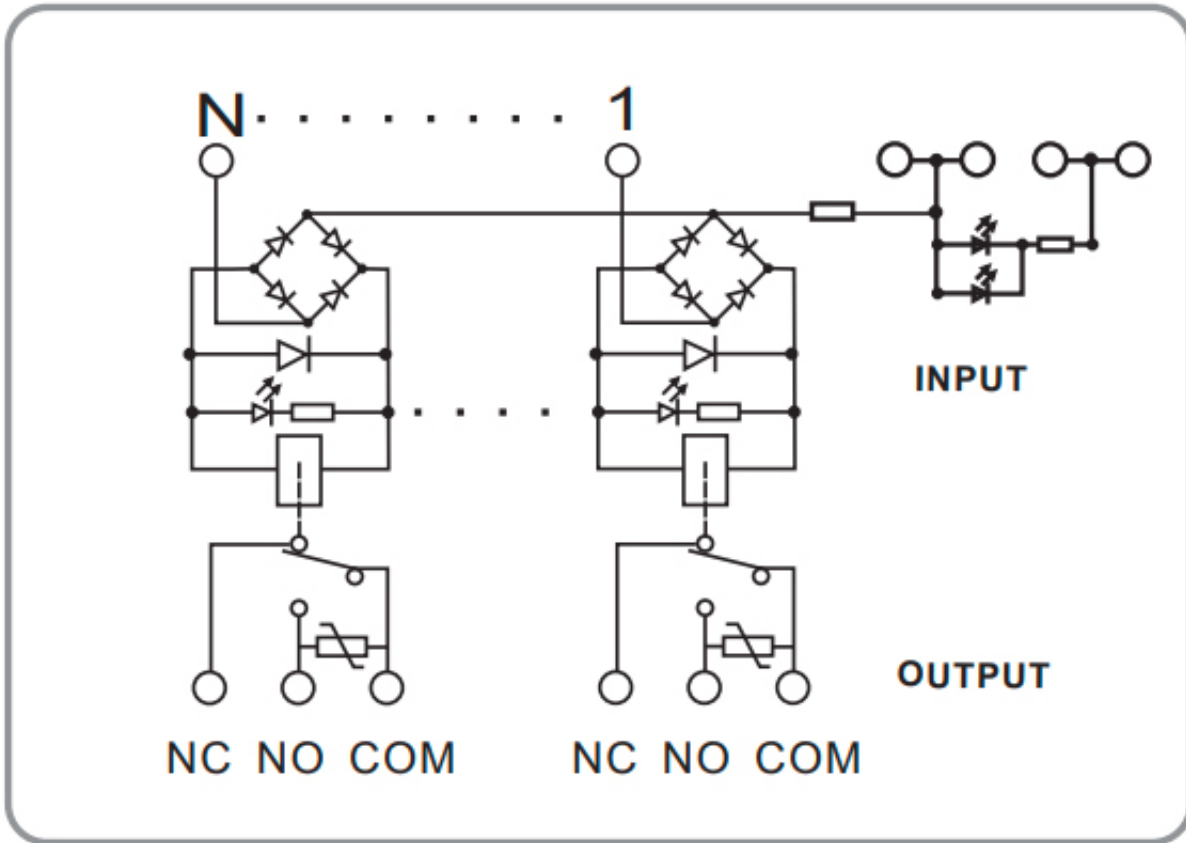 N . . . . . . . . 1
INPUT
. . . .
OUTPUT
NC NO COM NC NO COM